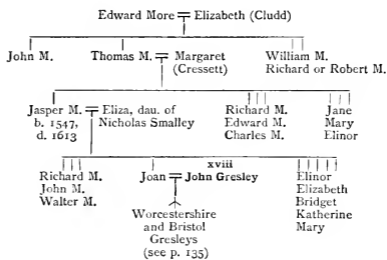 Edward More = Elizabeth (Cludd)
John M.
Thomas M. = Margaret
(Cressett)
William M.
Richard or Robert M.
Jasper M. = Eliza, dau. of
b. 1547,
d. 1613
Nicholas Smalley
Richard M.
Edward M.
Charles M.
Jane
Mary
Elinor
Richard M.
John M.
Walter M.
xviii
Joan = John Gresley
Worcestershire
and Bristol
Gresleys
(see p. 135)
Elinor
Elizabeth
Bridget
Katherine
Mary